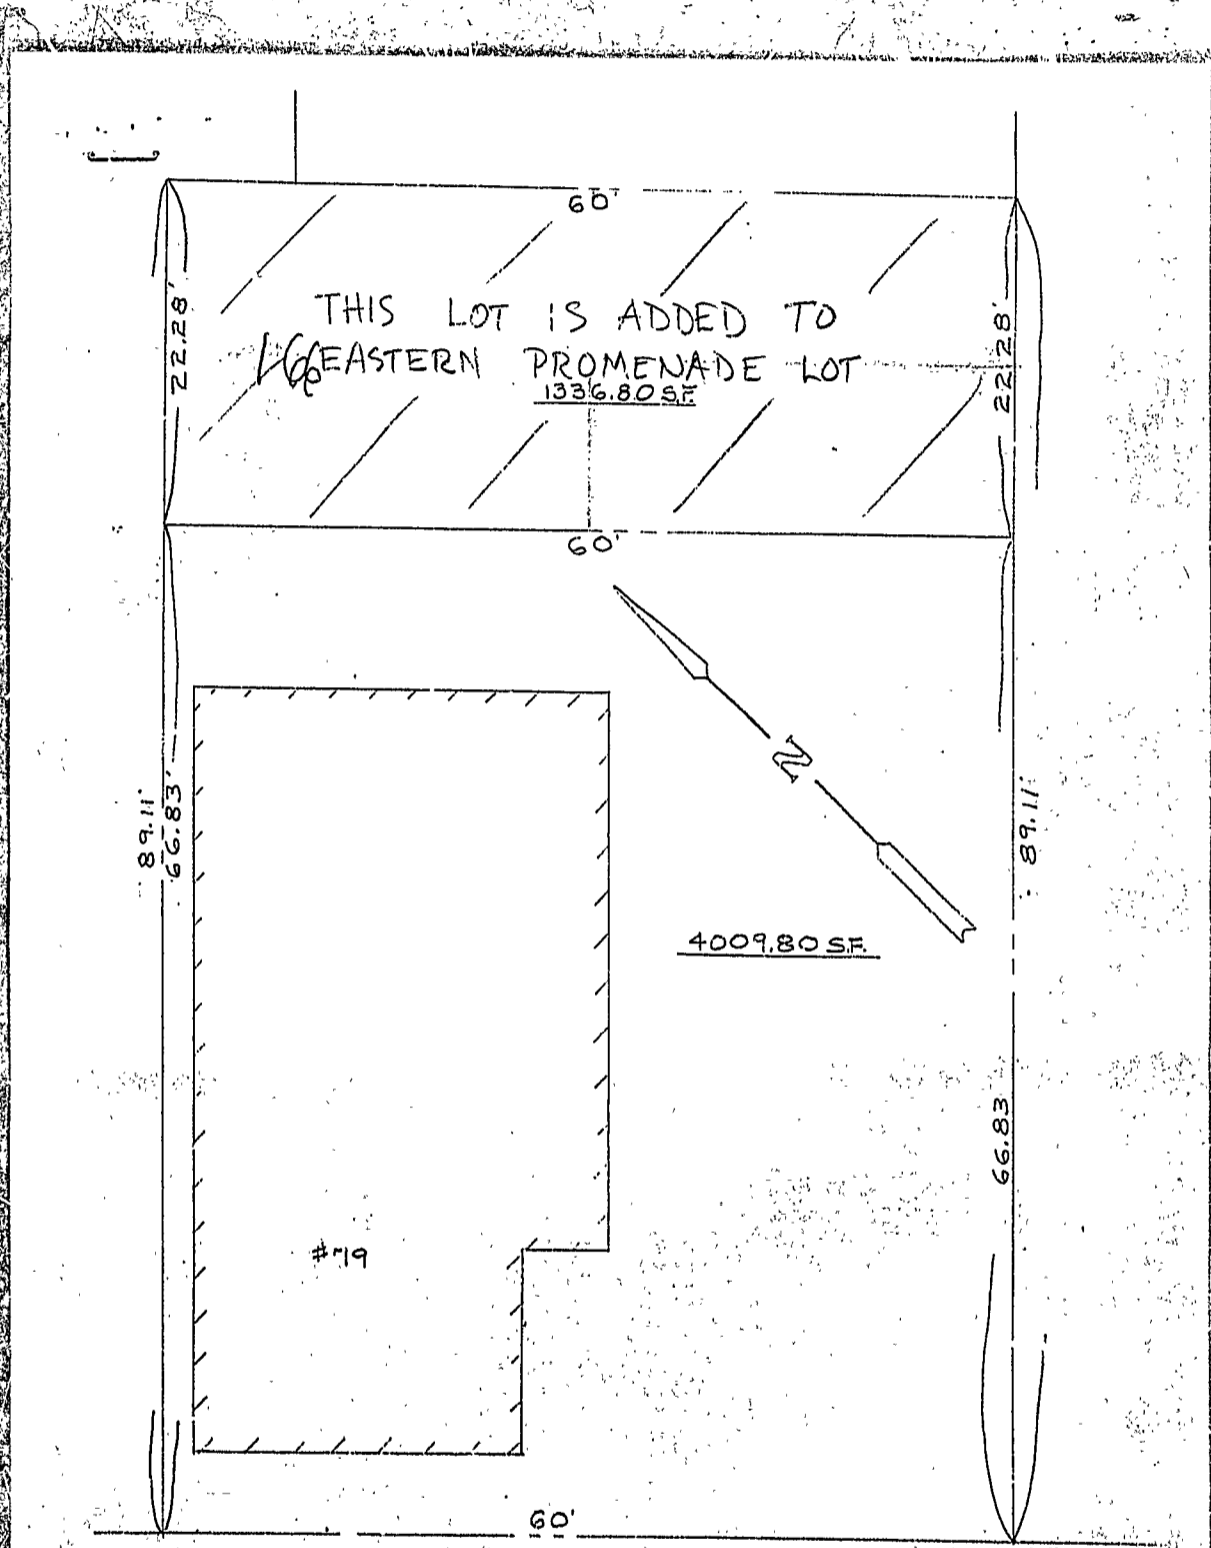 60'
22.28'
22.28'
THIS LOT IS ADDED TO
166 EASTERN PROMENADE LOT
1336.80 S.F.
60'
N
89.11'
66.83'
89.11'
4009.80 S.F.
66.83
#79
60'